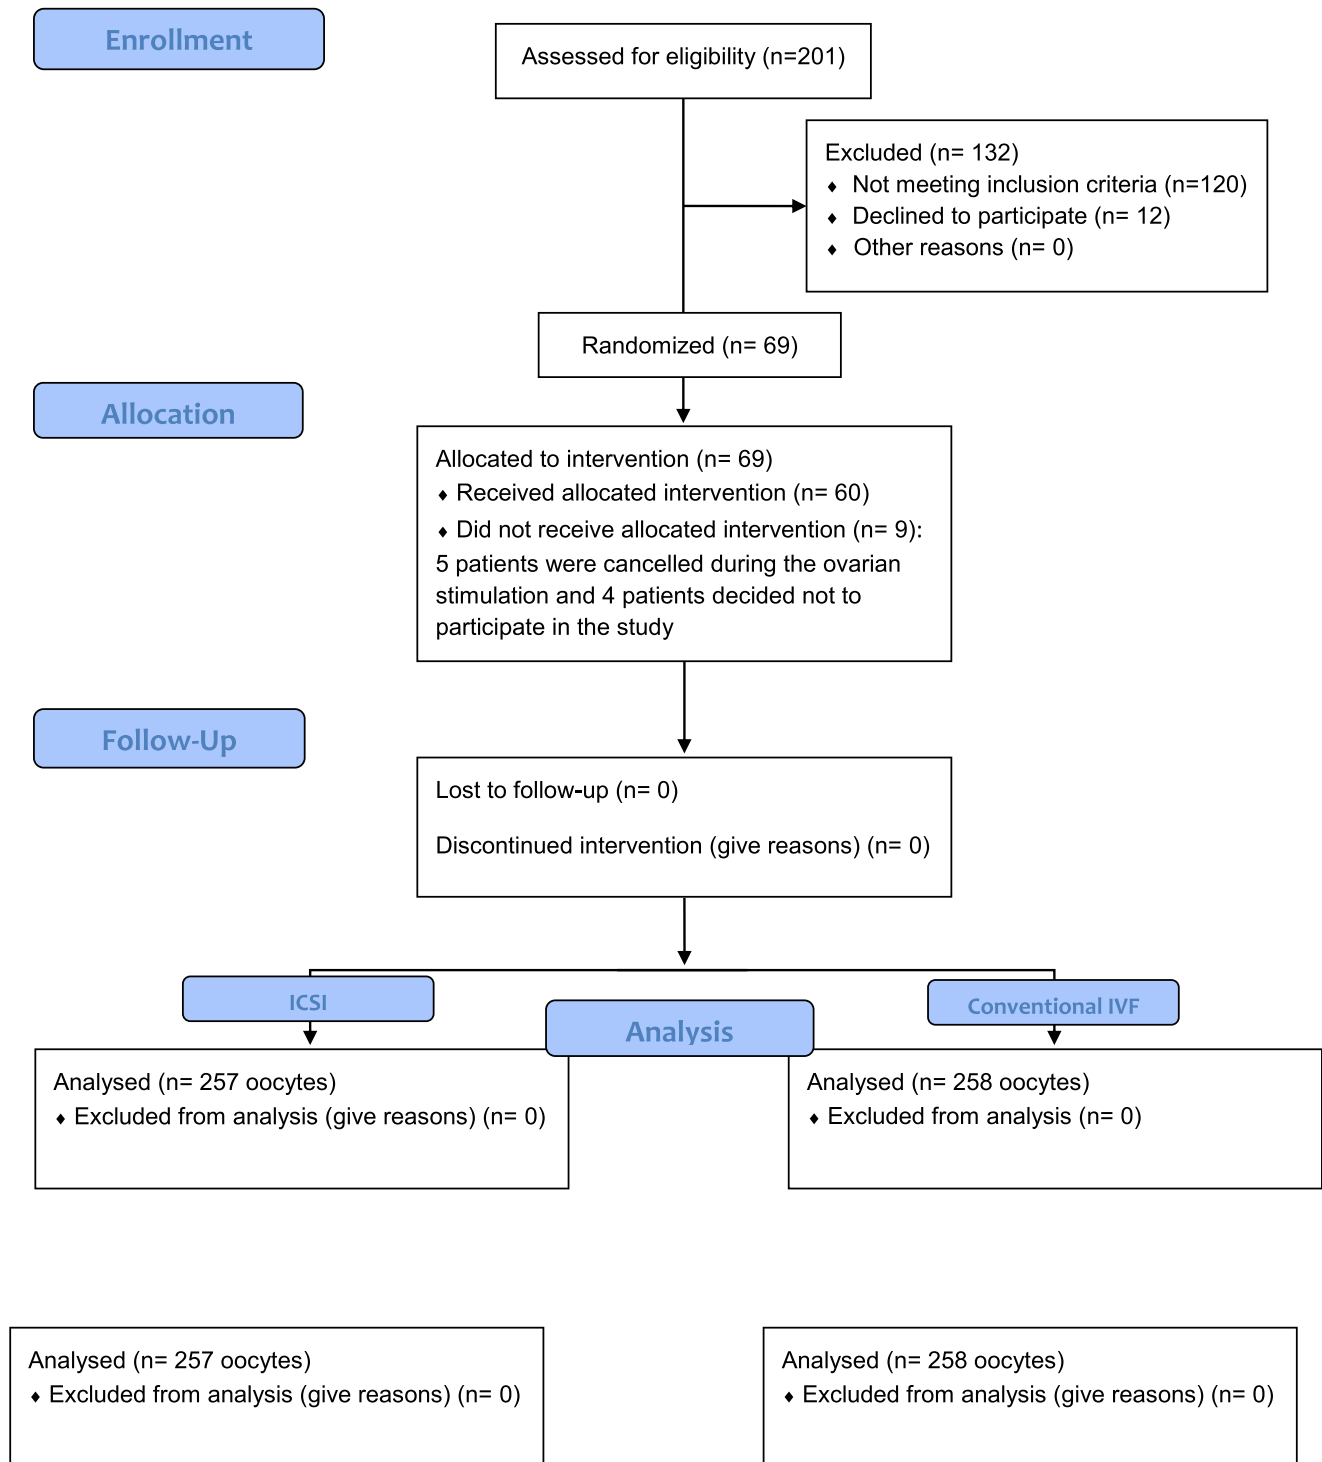 Enrollment
Assessed for eligibility (n=201)
Excluded (n= 132)
♦ Not meeting inclusion criteria (n=120)
♦ Declined to participate (n= 12)
♦ Other reasons (n= 0)
Randomized (n= 69)
Allocation
Allocated to intervention (n= 69)
♦ Received allocated intervention (n= 60)
♦ Did not receive allocated intervention (n= 9):
5 patients were cancelled during the ovarian
stimulation and 4 patients decided not to
participate in the study
Follow-Up
Lost to follow-up (n= 0)
Discontinued intervention (give reasons) (n= 0)
ICSI
Conventional IVF
Analysis
Analysed (n= 257 oocytes)
♦ Excluded from analysis (give reasons) (n= 0)
Analysed (n= 258 oocytes)
♦ Excluded from analysis (n= 0)
Analysed (n= 257 oocytes)
♦ Excluded from analysis (give reasons) (n= 0)
Analysed (n= 258 oocytes)
♦ Excluded from analysis (give reasons) (n= 0)